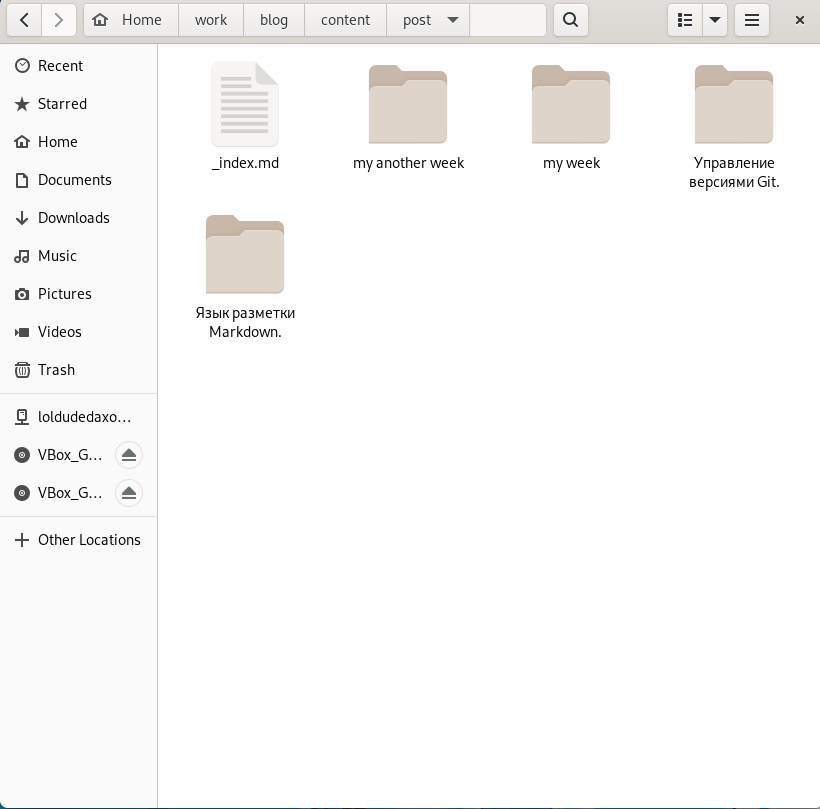 Home work blog content post
Recent
Starred
Home
Documents
Downloads
Music
Pictures
Videos
Trash
loldudedaxo...
VBox_G...
VBox_G...
Other Locations
_index.md
my another week
my week
Управление
версиями Git.
Язык разметки
Markdown.